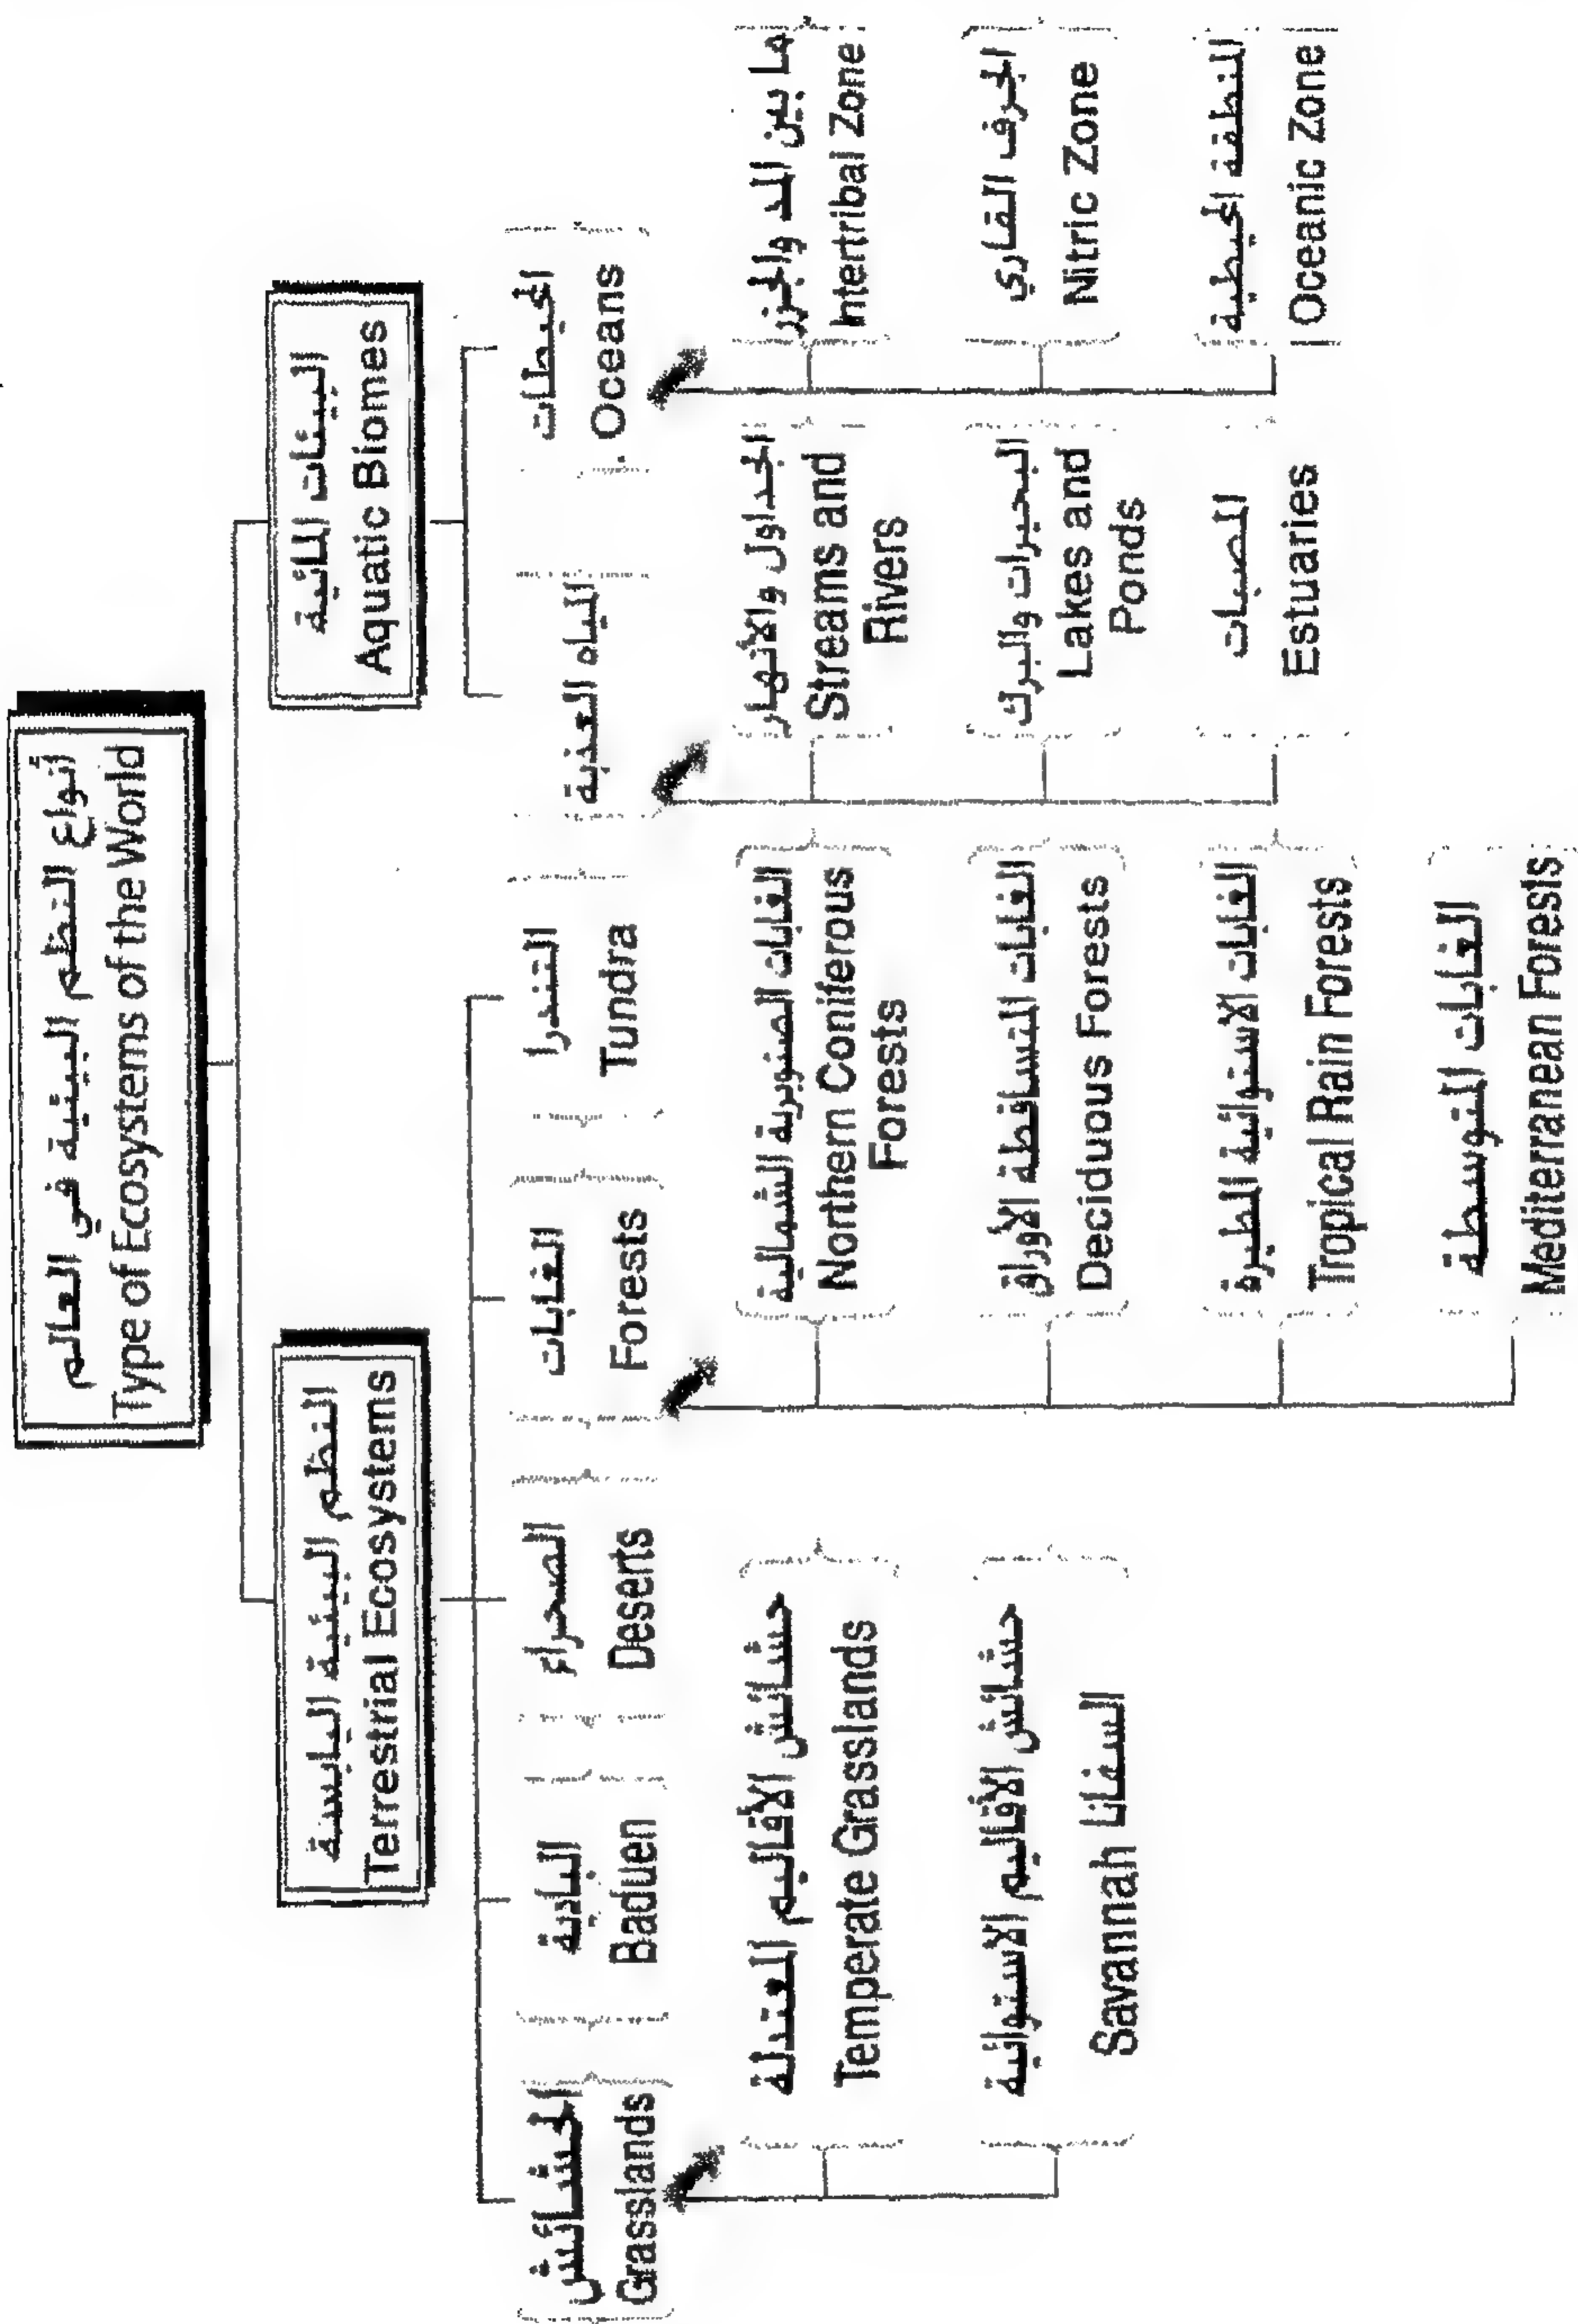 أنواع النظم البيئية في العالم
Type of Ecosystems of the World
النظم البيئية اليابسة
Terrestrial Ecosystems
البيئات المائية
Aquatic Biomes
الحشائش
Grasslands
البادية
Baduen
الصحراء
Deserts
الغابات
Forests
التندرا
Tundra
المياه العذبة
المحيطات
Oceans
حشائش الأقاليم المعتدلة
Temperate Grasslands
حشائش الأقاليم الاستوائية
Savannah السفانا
الغابات الصنوبرية الشمالية
Northern Coniferous
Forests
الغابات المتساقطة الأوراق
Deciduous Forests
الغابات الاستوائية المطيرة
Tropical Rain Forests
الغابات المتوسطة
Mediterranean Forests
الجداول والأنهار
Streams and
Rivers
البحيرات والبرك
Lakes and
Ponds
المصبات
Estuaries
ما بين المد والجزر
Intertribal Zone
الجرف القاري
Nitric Zone
المنطقة المحيطية
Oceanic Zone